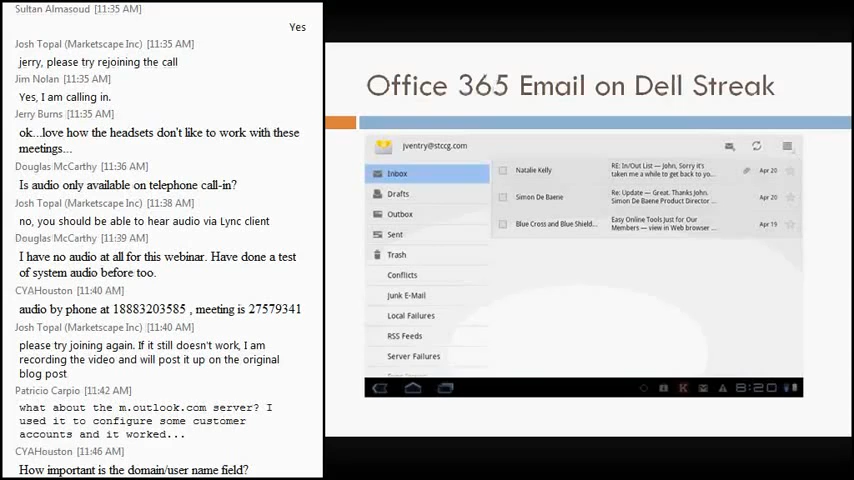 Sultan Almasoud [11:35 AM]
Yes
Josh Topal (Marketscape Inc) [11:35 AM]
jerry, please try rejoining the call
Jim Nolan [11:35 AM]
Yes, I am calling in.
Jerry Burns [11:35 AM]
ok...love how the headsets don't like to work with these
meetings...
Douglas McCarthy [11:36 AM]
Is audio only available on telephone call-in?
Josh Topal (Marketscape Inc) [11:38 AM]
no, you should be able to hear audio via Lync client
Douglas McCarthy [11:39 AM]
I have no audio at all for this webinar. Have done a test
of system audio before too.
CYAHouston [11:40 AM]
audio by phone at 18883203585 , meeting is 27579341
Josh Topal (Marketscape Inc) [11:40 AM]
please try joining again. If it still doesn't work, I am
recording the video and will post it up on the original
blog post
Patricio Carpio [11:42 AM]
what about the m.outlook.com server? I
used it to configure some customer
accounts and it worked...
CYAHouston [11:46 AM]
How important is the domain/user name field?
Office 365 Email on Dell Streak
jventry@stccg.com
Inbox
Drafts
Outbox
Sent
Trash
Conflicts
Junk E-Mail
Local Failures
RSS Feeds
Server Failures
Natalie Kelly
RE: In/Out List — John, Sorry it's
taken me a while to get back to yo...
Apr 20
Simon De Baene
Re: Update — Great. Thanks John.
Simon De Baene Product Director ...
Apr 20
Blue Cross and Blue Shield...
Easy Online Tools Just for Our
Members — view in Web browser ...
Apr 19
K
8:20